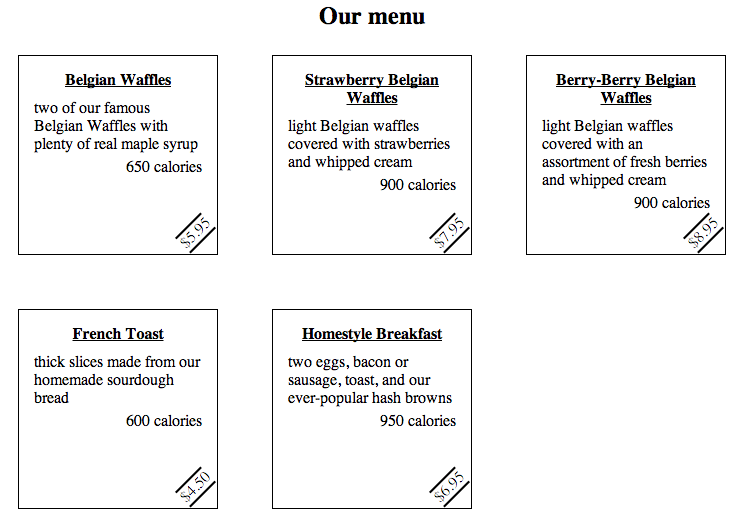 Our menu
Belgian Waffles
two of our famous
Belgian Waffles with
plenty of real maple syrup
650 calories
$5.95
Strawberry Belgian
Waffles
light Belgian waffles
covered with strawberries
and whipped cream
900 calories
$7.95
Berry-Berry Belgian
Waffles
light Belgian waffles
covered with an
assortment of fresh berries
and whipped cream
900 calories
$8.95
French Toast
thick slices made from our
homemade sourdough
bread
600 calories
$4.50
Homestyle Breakfast
two eggs, bacon or
sausage, toast, and our
ever-popular hash browns
950 calories
$6.95